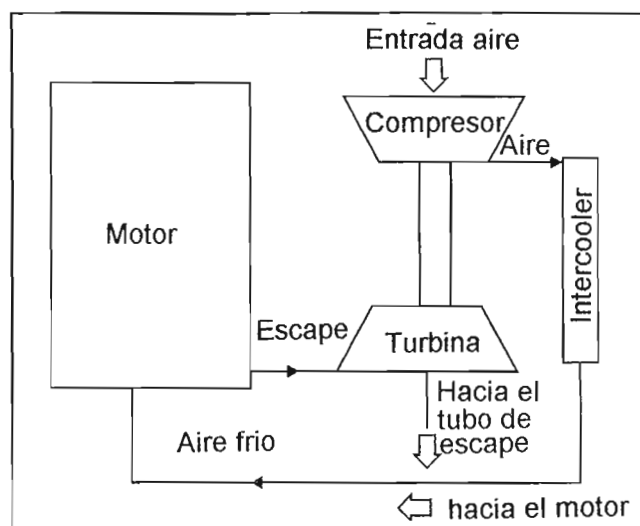 Entrada aire
Compresor
Aire
Motor
Intercooler
Escape
Turbina
Hacia el
tubo de
escape
Aire frio
hacia el motor